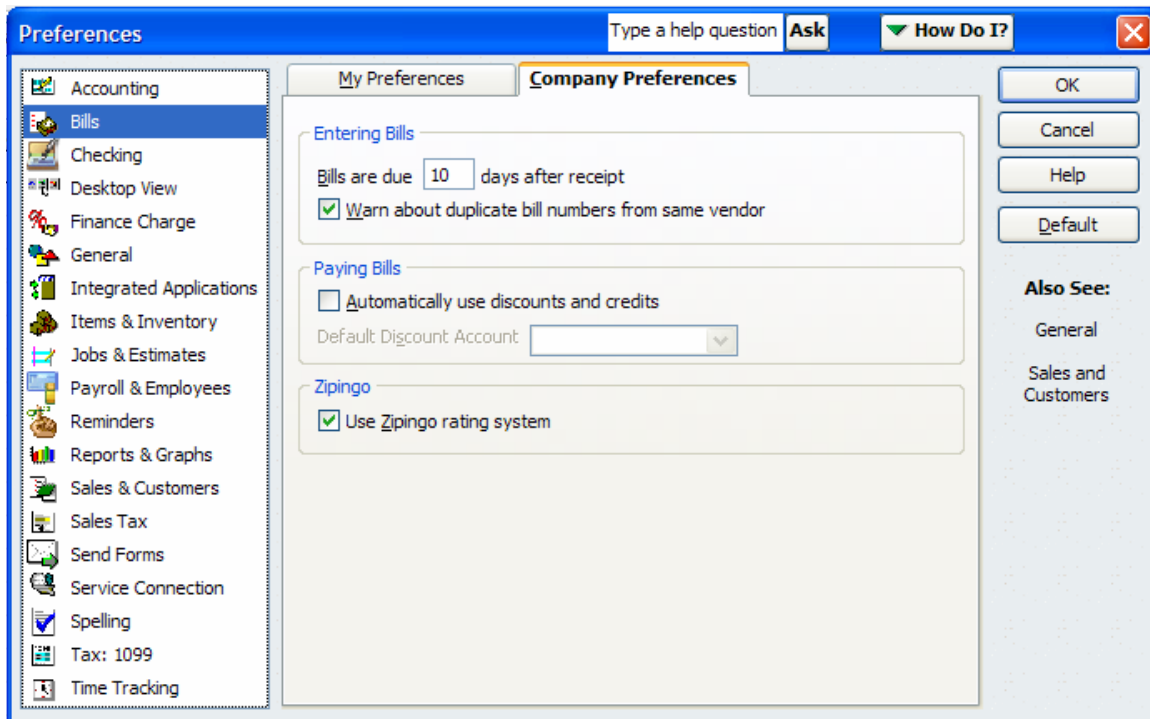 Preferences
Type a help question Ask
How Do I?
Accounting
Bills
Checking
Desktop View
Finance Charge
General
Integrated Applications
Items & Inventory
Jobs & Estimates
Payroll & Employees
Reminders
Reports & Graphs
Sales & Customers
Sales Tax
Send Forms
Service Connection
Spelling
Tax: 1099
Time Tracking
My Preferences
Company Preferences
Entering Bills
Bills are due 10 days after receipt
Warn about duplicate bill numbers from same vendor
Paying Bills
Automatically use discounts and credits
Default Discount Account
Zipingo
Use Zipingo rating system
OK
Cancel
Help
Default
Also See:
General
Sales and
Customers